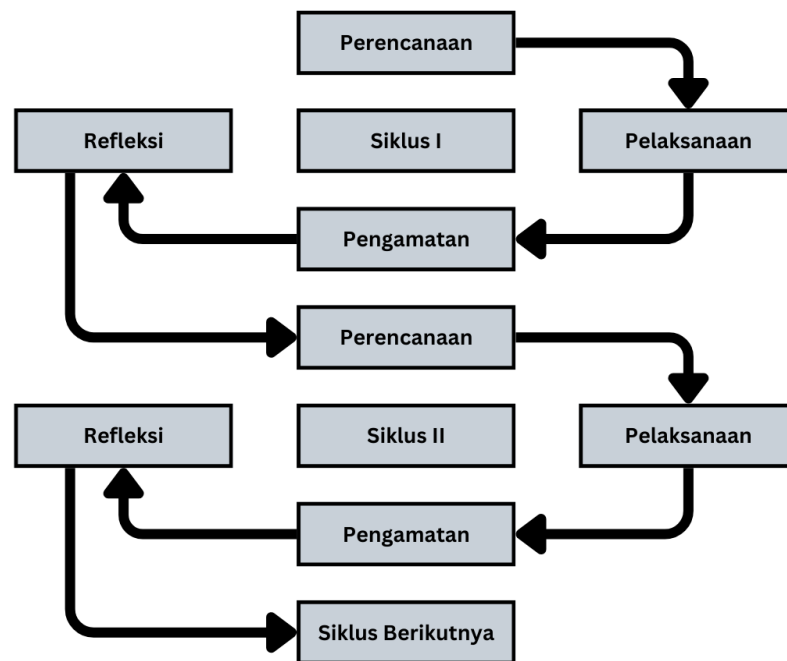 Perencanaan
Refleksi
Siklus I
Pelaksanaan
Pengamatan
Perencanaan
Refleksi
Siklus II
Pelaksanaan
Pengamatan
Siklus Berikutnya